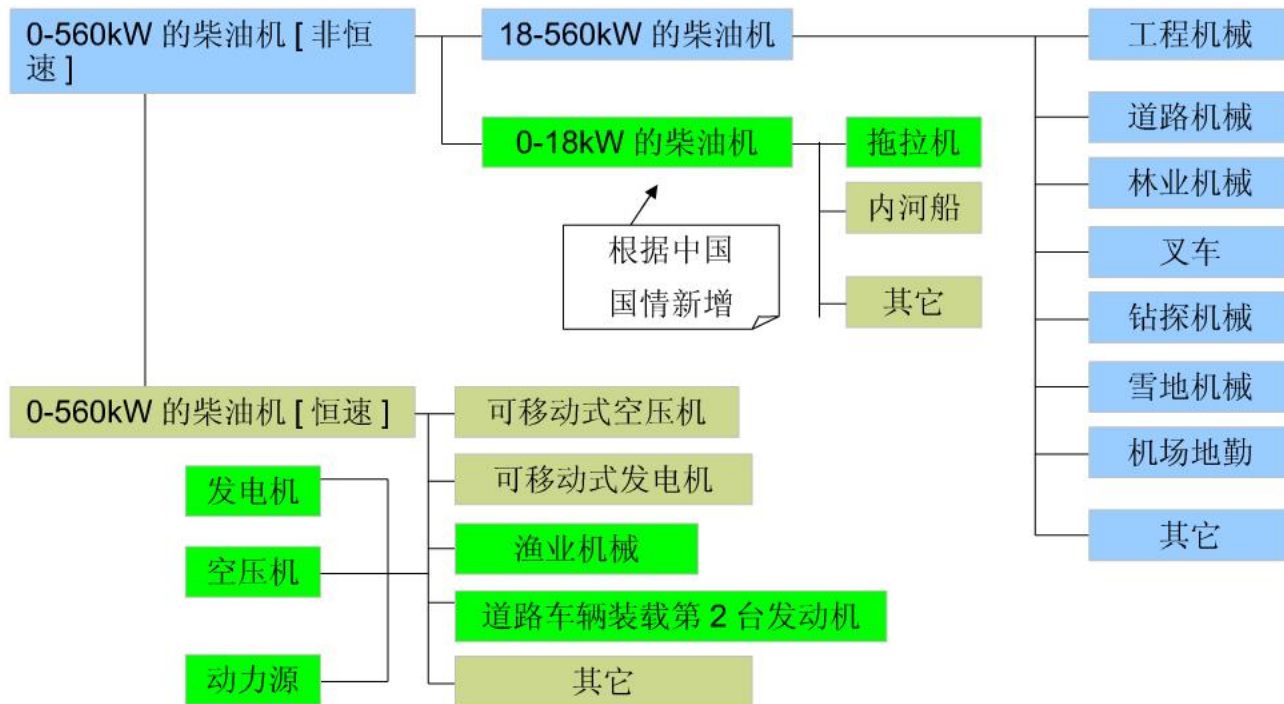 0-560kW 的柴油机 [ 非恒
速 ]
18-560kW 的柴油机
工程机械
道路机械
0-18kW 的柴油机
拖拉机
林业机械
内河船
根据中国
国情新增
叉车
其它
钻探机械
雪地机械
0-560kW 的柴油机 [ 恒速 ]
可移动式空压机
机场地勤
可移动式发电机
发电机
渔业机械
其它
空压机
道路车辆装载第 2 台发动机
动力源
其它